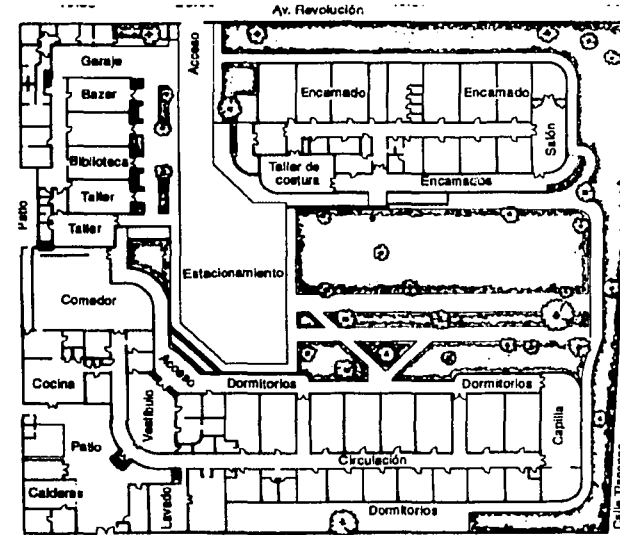 Av. Revolución
Acceso
Garaje
Bazar
Biblioteca
Taller
Taller
Patio
Encamado
Encamado
Salón
Taller de
costura
Encamados
Estacionamiento
Comedor
Acceso
Cocina
Dormitorios
Dormitorios
Vestíbulo
Capilla
Patio
Circulación
Calderas
Lavado
Dormitorios